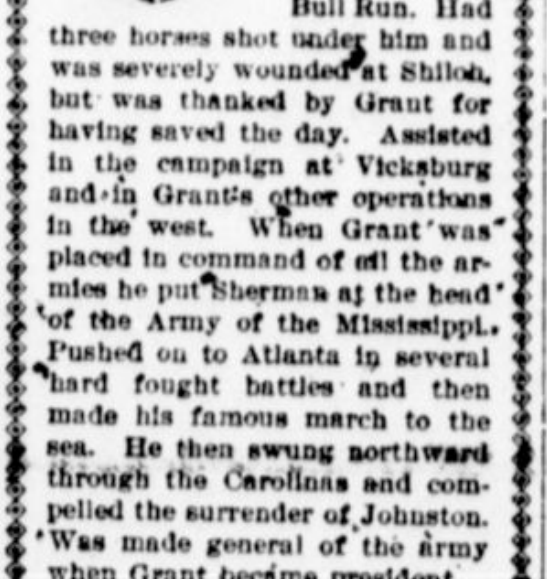 Bull Run. Had
three horses shot under him and
was severely wounded at Shiloh,
but was thanked by Grant for
having saved the day. Assisted
in the campaign at Vicksburg
and in Grant's other operations
in the west. When Grant was
placed in command of all the ar-
mies he put Sherman at the head
of the Army of the Mississippi.
Pushed on to Atlanta in several
hard fought battles and then
made his famous march to the
sea. He then swung northward
through the Carolinas and com-
pelled the surrender of Johnston.
Was made general of the army
when Grant became president